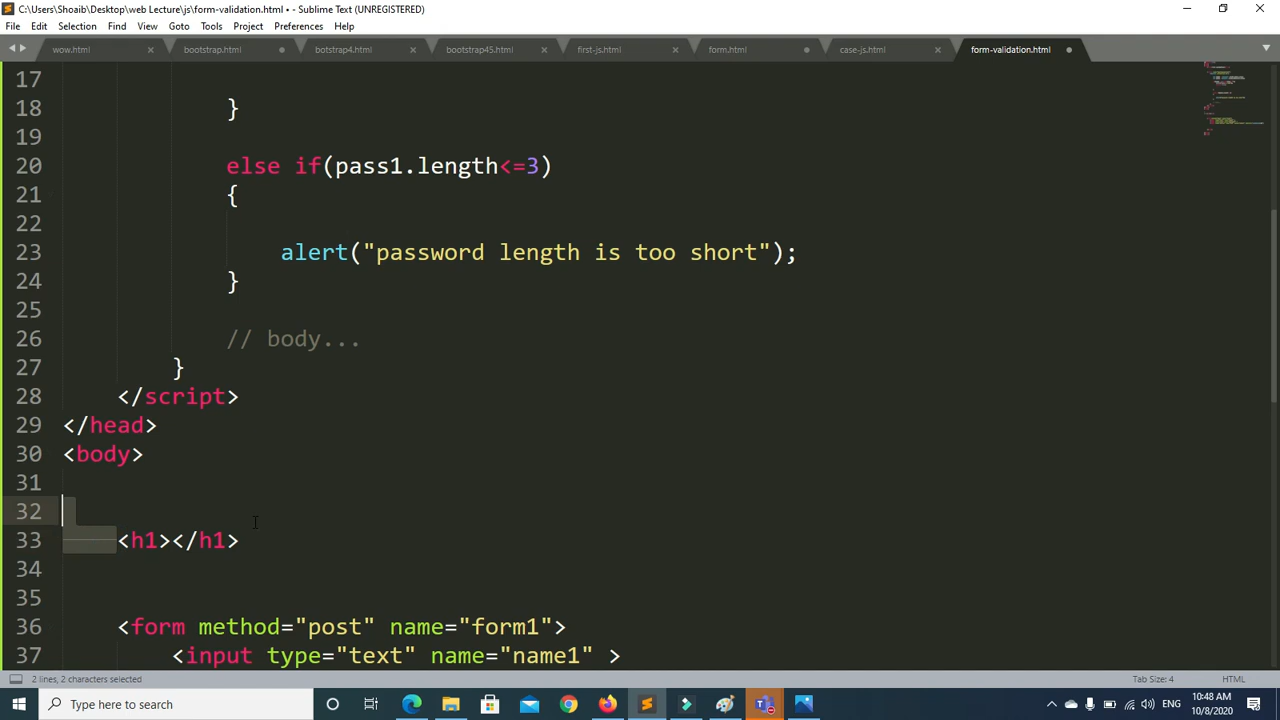 C:\Users\Shoaib\Desktop\web Lecture\js\form-validation.html • - Sublime Text (UNREGISTERED)
File Edit Selection Find View Goto Tools Project Preferences Help
wow.html bootstrap.html botstrap4.html bootstrap45.html first-js.html form.html case-js.html form-validation.html
17
18 }
19
20 else if(pass1.length<=3)
21 {
22
23 alert("password length is too short");
24 }
25
26 // body...
27 }
28 </script>
29 </head>
30 <body>
31
32
33 <h1></h1>
34
35
36 <form method="post" name="form1">
37 <input type="text" name="name1" >
2 lines, 2 characters selected Tab Size: 4 HTML
Type here to search ENG 10:48 AM
10/8/2020